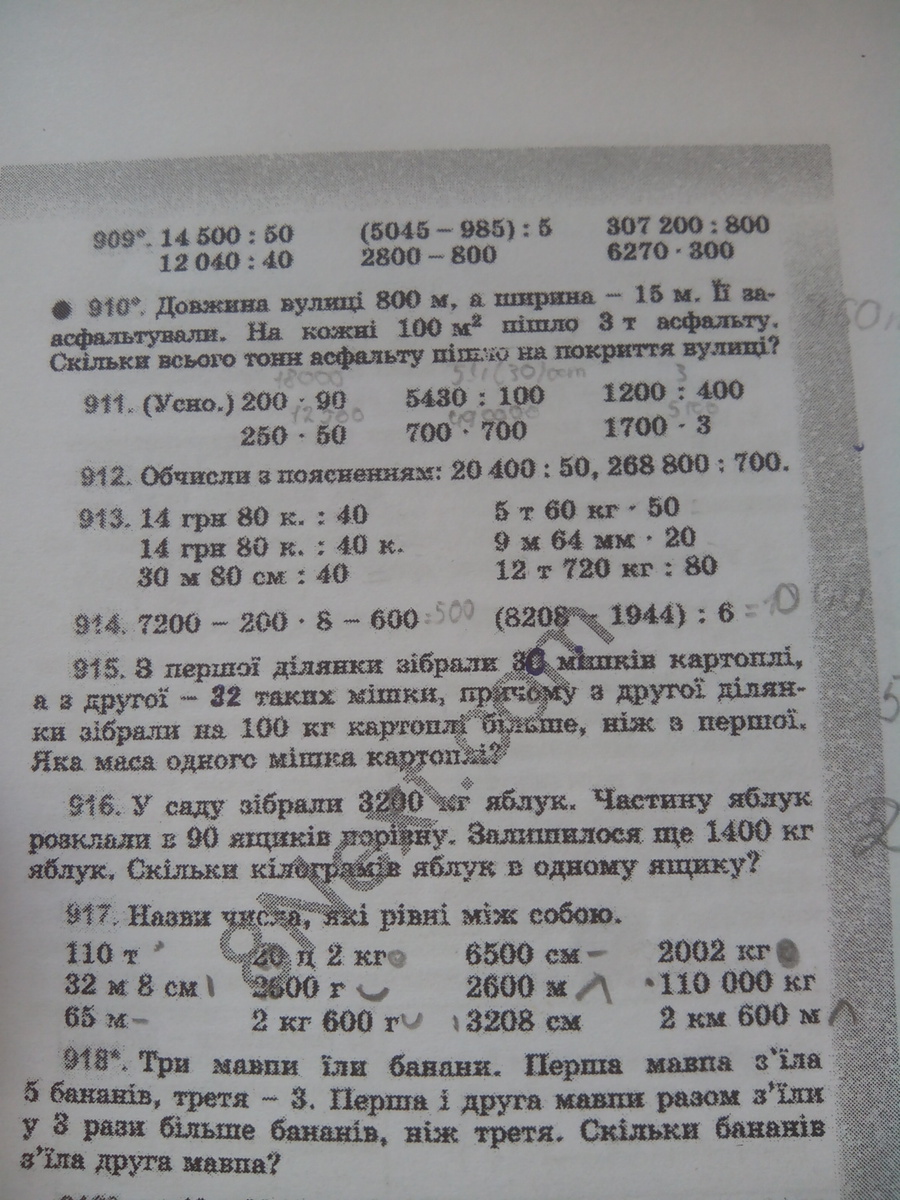 909*. 14 500 : 50 (5045 – 985) : 5 307 200 : 800
12 040 : 40 2800 – 800 6270 · 300
● 910*. Довжина вулиці 800 м, а ширина – 15 м. Її за-
асфальтували. На кожні 100 м² пішло 3 т асфальту.
Скільки всього тонн асфальту пішло на покриття вулиці?
18000 3
911. (Усно.) 200 · 90 5430 : 100 1200 : 400
12500 490000
250 · 50 700 · 700 1700 · 3
912. Обчисли з поясненням: 20 400 : 50, 268 800 : 700.
913. 14 грн 80 к. : 40 5 т 60 кг · 50
14 грн 80 к. : 40 к. 9 м 64 мм · 20
30 м 80 см : 40 12 т 720 кг : 80
914. 7200 – 200 · 8 – 600 =500 (8208 – 1944) : 6
915. З першої ділянки зібрали 30 мішків картоплі,
а з другої – 32 таких мішки, причому з другої ділян-
ки зібрали на 100 кг картоплі більше, ніж з першої.
Яка маса одного мішка картоплі?
916. У саду зібрали 3200 кг яблук. Частину яблук
розклали в 90 ящиків порівну. Залишилося ще 1400 кг
яблук. Скільки кілограмів яблук в одному ящику?
917. Назви числа, які рівні між собою.
110 т 20 ц 2 кг 6500 см 2002 кг
32 м 8 см 2600 г 2600 м 110 000 кг
65 м 2 кг 600 г 3208 см 2 км 600 м
918*. Три мавпи їли банани. Перша мавпа з'їла
5 бананів, третя – 3. Перша і друга мавпи разом з'їли
у 3 рази більше бананів, ніж третя. Скільки бананів
з'їла друга мавпа?